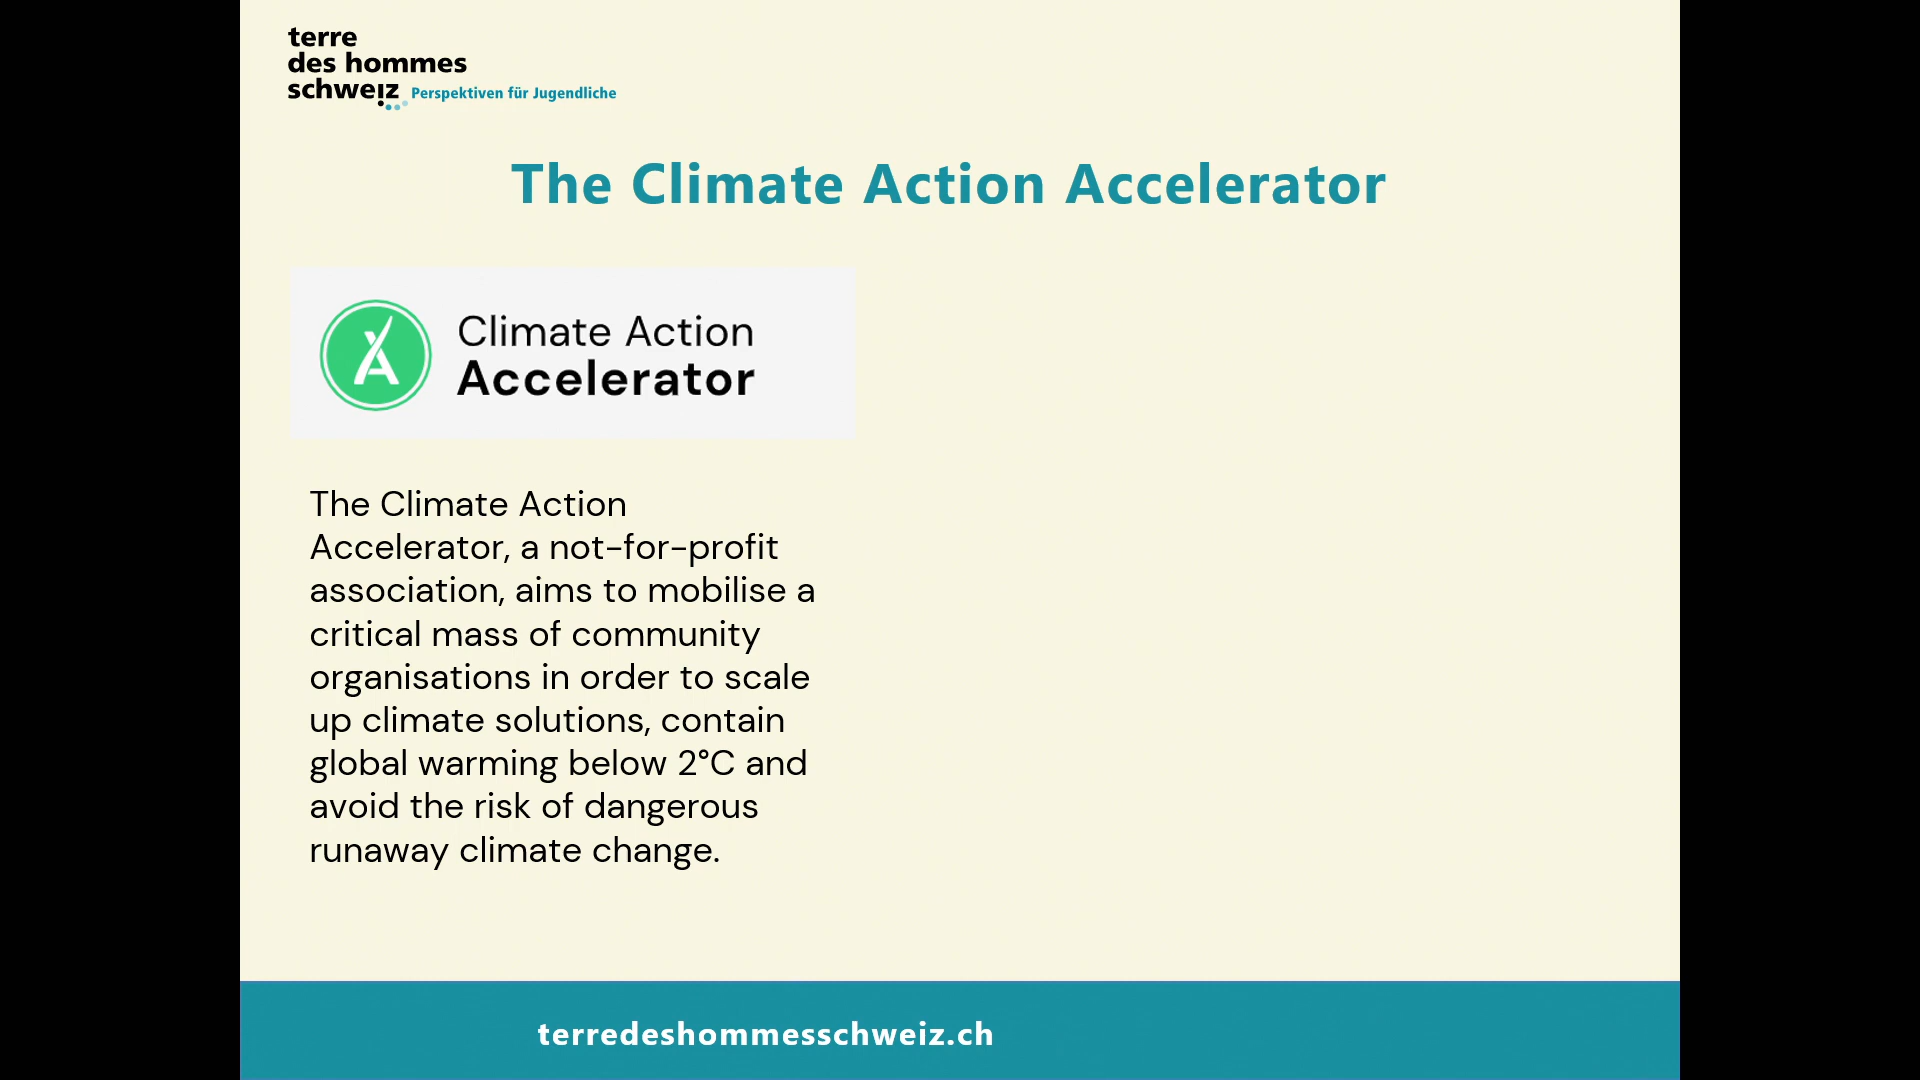 terre
des hommes
schweiz Perspektiven für Jugendliche
The Climate Action Accelerator
Climate Action
Accelerator
The Climate Action
Accelerator, a not-for-profit
association, aims to mobilise a
critical mass of community
organisations in order to scale
up climate solutions, contain
global warming below 2°C and
avoid the risk of dangerous
runaway climate change.
terredeshommesschweiz.ch